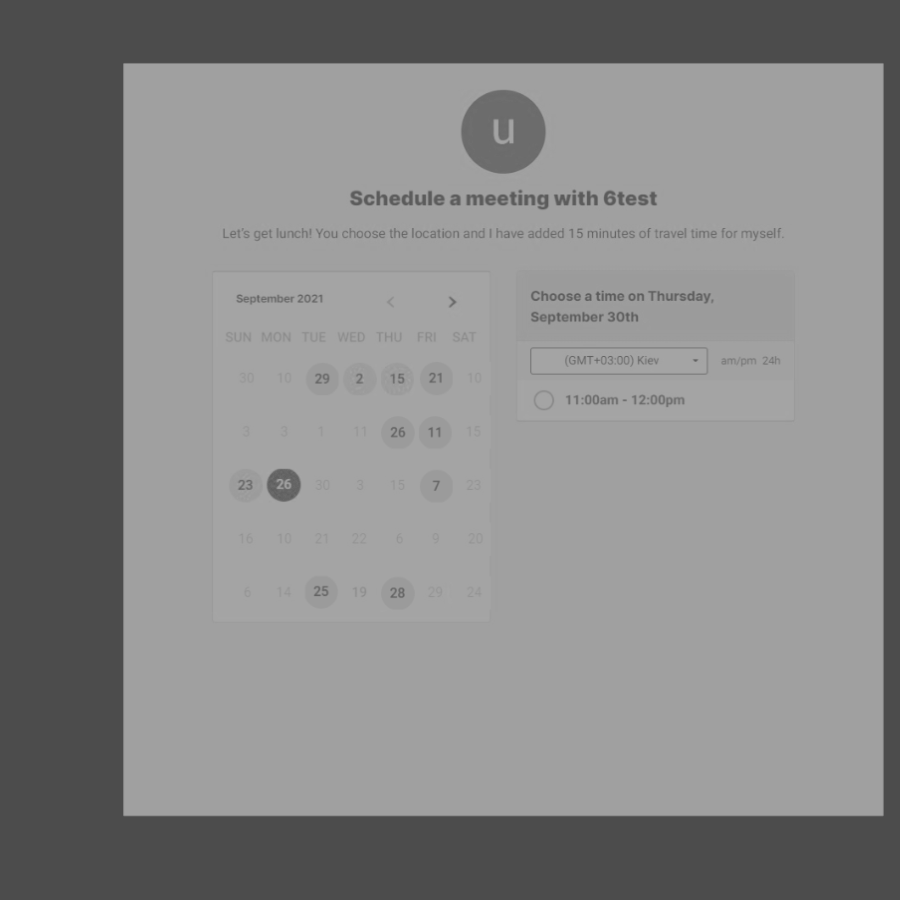 u
Schedule a meeting with 6test
Let's get lunch! You choose the location and I have added 15 minutes of travel time for myself.
September 2021
SUN MON TUE WED THU FRI SAT
30 10 29 2 15 21 10
3 3 1 11 26 11 15
23 26 30 3 15 7 23
16 10 21 22 6 9 20
6 14 25 19 28 29 24
Choose a time on Thursday,
September 30th
(GMT+03:00) Kiev am/pm 24h
11:00am - 12:00pm